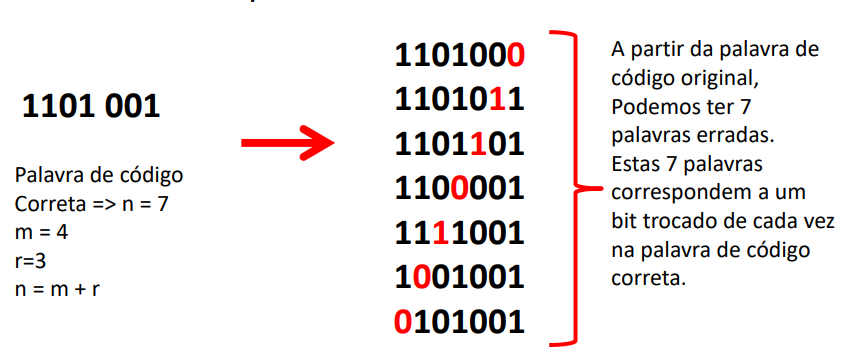 1101 001
Palavra de código
Correta => n = 7
m = 4
r=3
n = m + r
1101000
1101011
1101101
1100001
1111001
1001001
0101001
A partir da palavra de
código original,
Podemos ter 7
palavras erradas.
Estas 7 palavras
correspondem a um
bit trocado de cada vez
na palavra de código
correta.